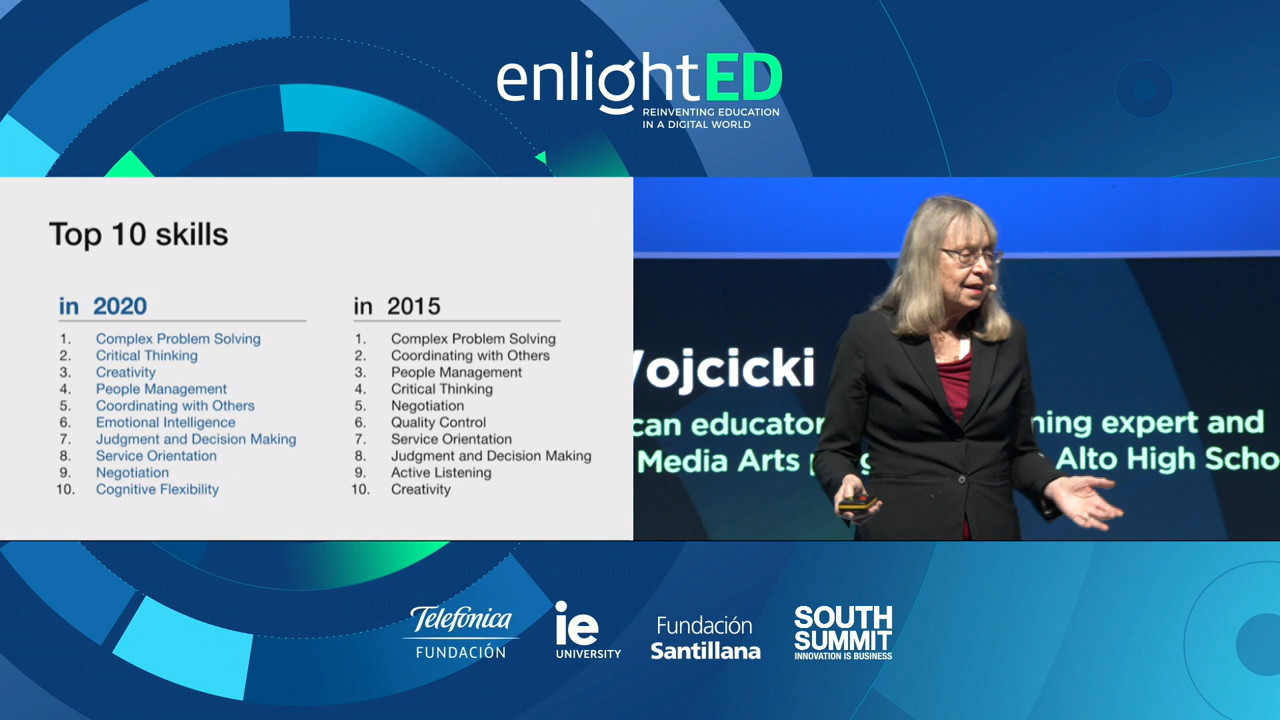 enlightED
REINVENTING EDUCATION
IN A DIGITAL WORLD
Top 10 skills
in 2020
1. Complex Problem Solving
2. Critical Thinking
3. Creativity
4. People Management
5. Coordinating with Others
6. Emotional Intelligence
7. Judgment and Decision Making
8. Service Orientation
9. Negotiation
10. Cognitive Flexibility
in 2015
1. Complex Problem Solving
2. Coordinating with Others
3. People Management
4. Critical Thinking
5. Negotiation
6. Quality Control
7. Service Orientation
8. Judgment and Decision Making
9. Active Listening
10. Creativity
ojcicki
can educator ning expert and
Media Arts Alto High Scho
Telefónica
FUNDACIÓN
ie
UNIVERSITY
Fundación
Santillana
SOUTH
SUMMIT
INNOVATION IS BUSINESS